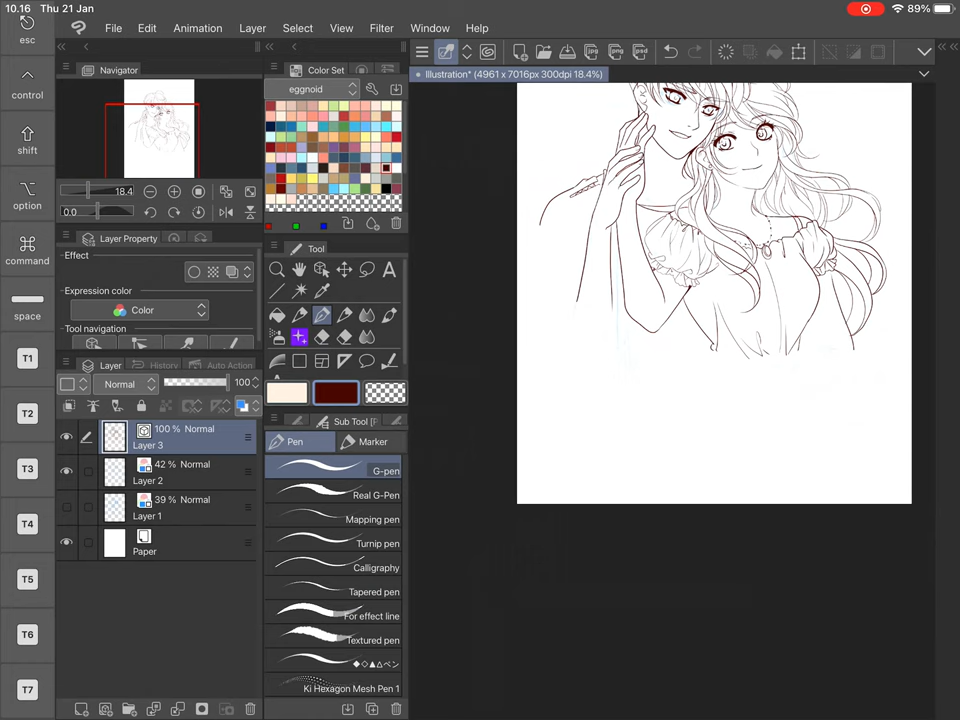 10.16 Thu 21 Jan
89%
esc
File Edit Animation Layer Select View Filter Window Help
control
Navigator
Color Set
Illustration* (4961 x 7016px 300dpi 18.4%)
eggnoid
shift
18.4
option
0.0
Layer Property
Tool
command
Effect
A
Expression color
space
Color
Tool navigation
T1
Layer History Auto Action
Normal 100
T2
Sub Tool [F
100 % Normal
Layer 3
Pen Marker
T3
42 % Normal
Layer 2
G-pen
Real G-Pen
39 % Normal
Layer 1
Mapping pen
T4
Turnip pen
Paper
Calligraphy
T5
Tapered pen
For effect line
T6
Textured pen
◆◇▲△ペン
T7
Ki Hexagon Mesh Pen 1